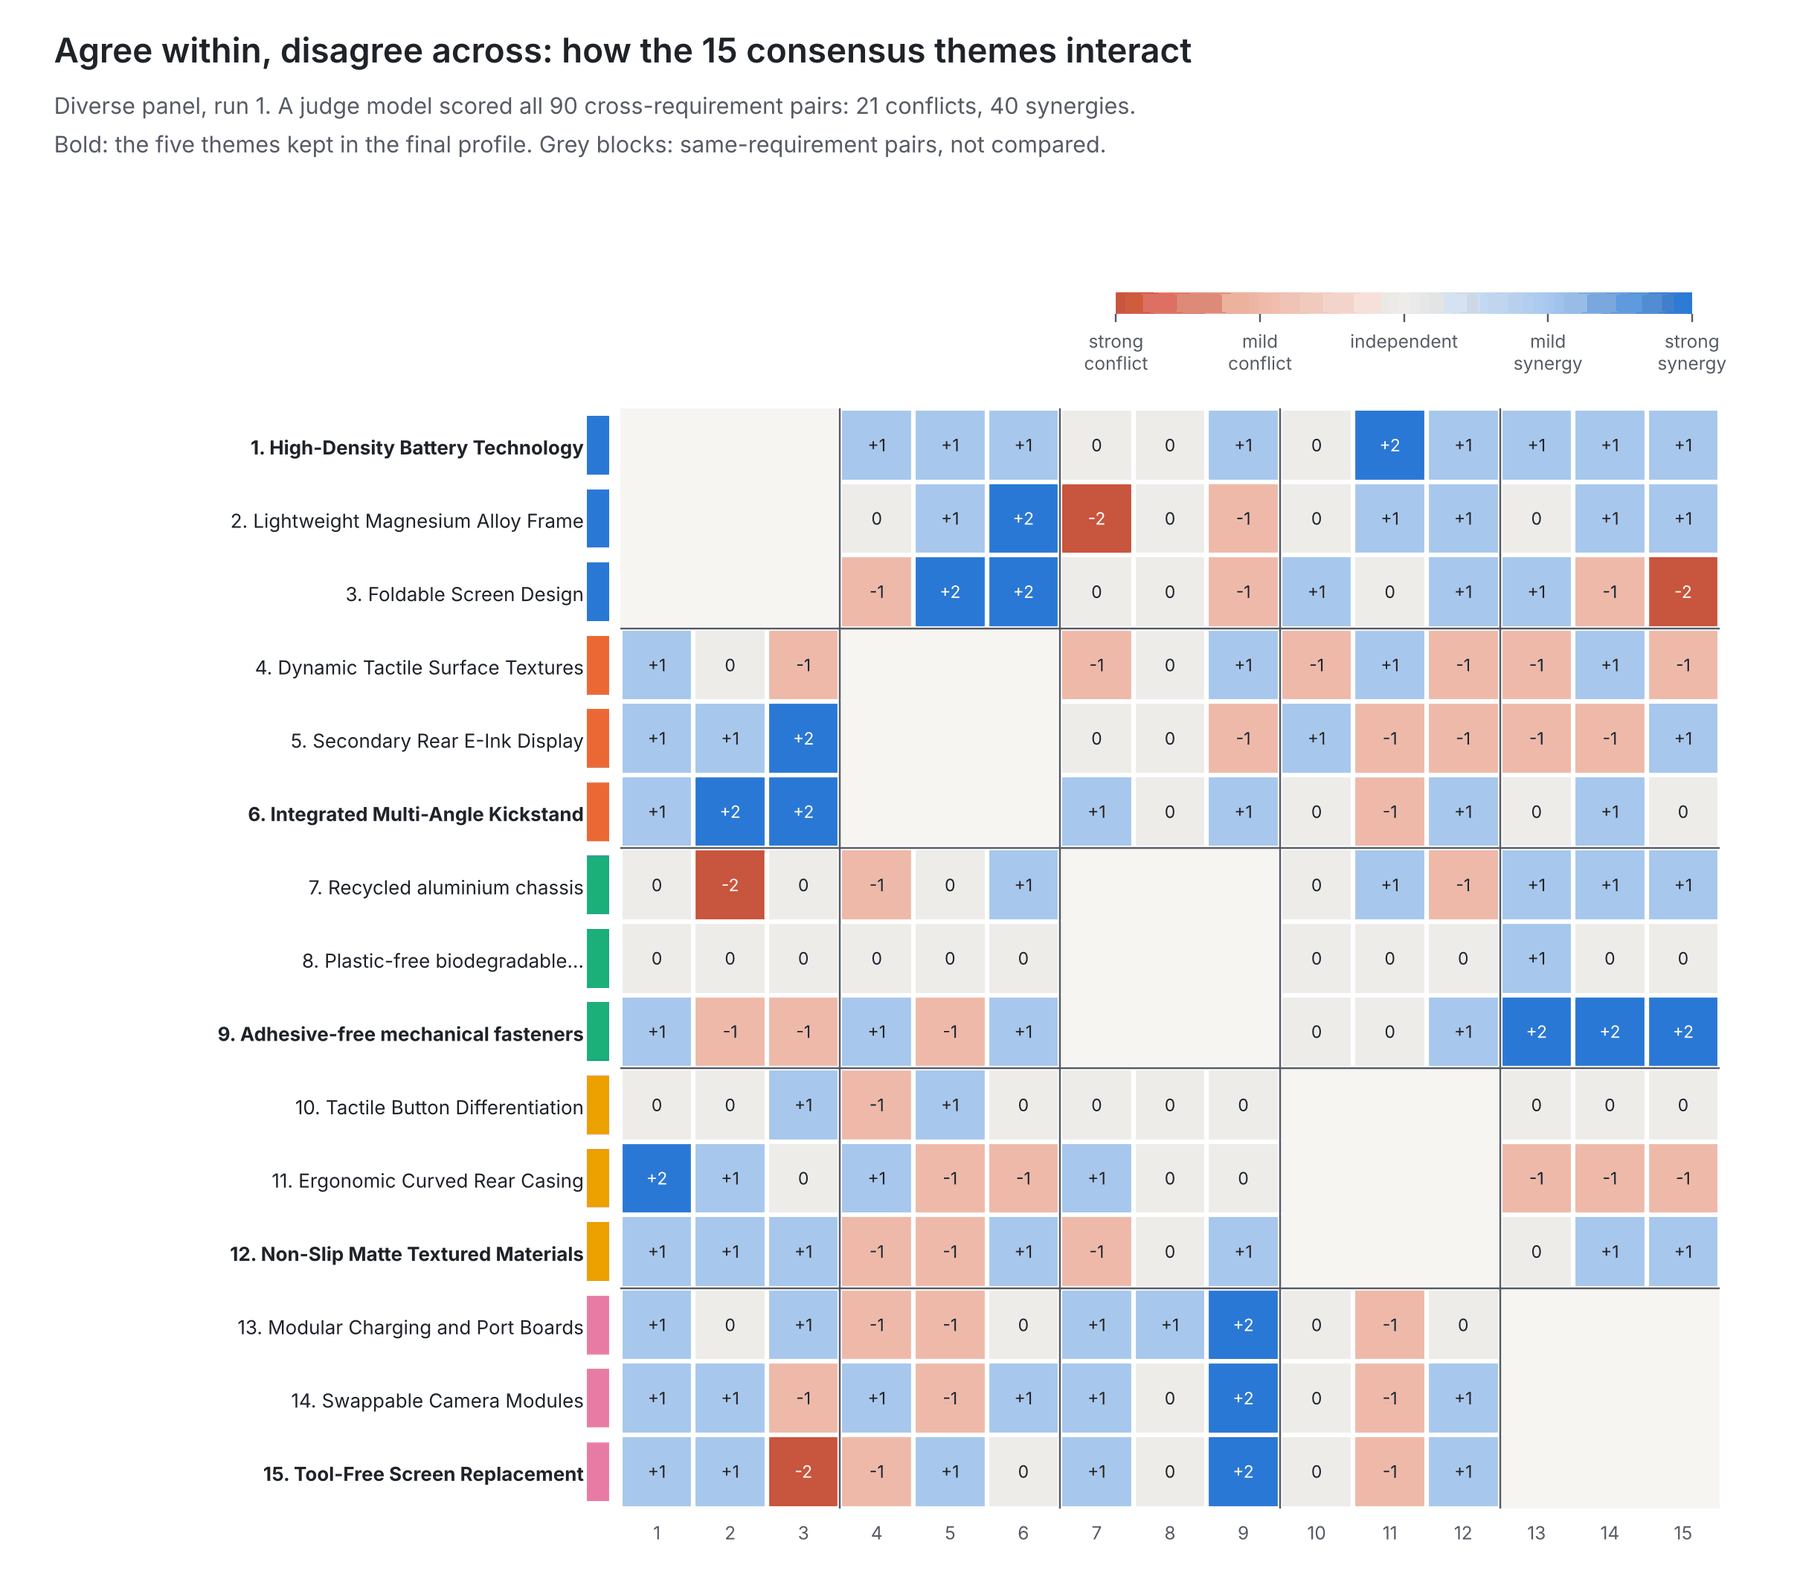 Agree within, disagree across: how the 15 consensus themes interact
Diverse panel, run 1. A judge model scored all 90 cross-requirement pairs: 21 conflicts, 40 synergies.
Bold: the five themes kept in the final profile. Grey blocks: same-requirement pairs, not compared.
strong conflict
mild conflict
independent
mild synergy
strong synergy
1. High-Density Battery Technology +1 +1 +1 0 0 +1 0 +2 +1 +1 +1 +1
2. Lightweight Magnesium Alloy Frame 0 +1 +2 -2 0 -1 0 +1 +1 0 +1 +1
3. Foldable Screen Design -1 +2 +2 0 0 -1 +1 0 +1 +1 -1 -2
4. Dynamic Tactile Surface Textures +1 0 -1 -1 0 +1 -1 +1 -1 -1 +1 -1
5. Secondary Rear E-Ink Display +1 +1 +2 0 0 -1 +1 -1 -1 -1 -1 +1
6. Integrated Multi-Angle Kickstand +1 +2 +2 +1 0 +1 0 -1 +1 0 +1 0
7. Recycled aluminium chassis 0 -2 0 -1 0 +1 0 +1 -1 +1 +1 +1
8. Plastic-free biodegradable... 0 0 0 0 0 0 0 0 0 +1 0 0
9. Adhesive-free mechanical fasteners +1 -1 -1 +1 -1 +1 0 0 +1 +2 +2 +2
10. Tactile Button Differentiation 0 0 +1 -1 +1 0 0 0 0 0 0 0
11. Ergonomic Curved Rear Casing +2 +1 0 +1 -1 -1 +1 0 0 -1 -1 -1
12. Non-Slip Matte Textured Materials +1 +1 +1 -1 -1 +1 -1 0 +1 0 +1 +1
13. Modular Charging and Port Boards +1 0 +1 -1 -1 0 +1 +1 +2 0 -1 0
14. Swappable Camera Modules +1 +1 -1 +1 -1 +1 +1 0 +2 0 -1 +1
15. Tool-Free Screen Replacement +1 +1 -2 -1 +1 0 +1 0 +2 0 -1 +1
1 2 3 4 5 6 7 8 9 10 11 12 13 14 15